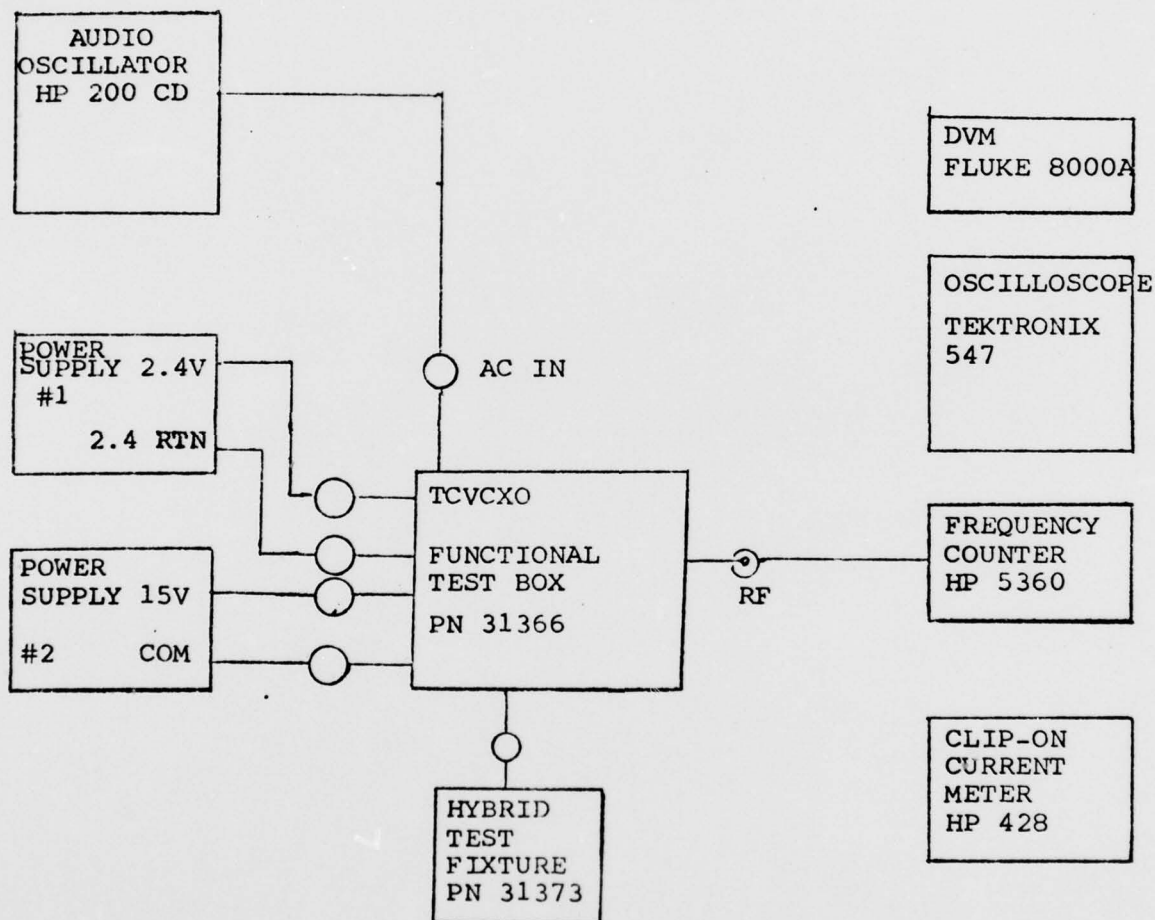 AUDIO
OSCILLATOR
HP 200 CD
DVM
FLUKE 8000A
OSCILLOSCOPE
TEKTRONIX
547
POWER
SUPPLY 2.4V
#1
2.4 RTN
AC IN
TCVCXO
FUNCTIONAL
TEST BOX
PN 31366
POWER
SUPPLY 15V
#2 COM
RF
FREQUENCY
COUNTER
HP 5360
HYBRID
TEST
FIXTURE
PN 31373
CLIP-ON
CURRENT
METER
HP 428